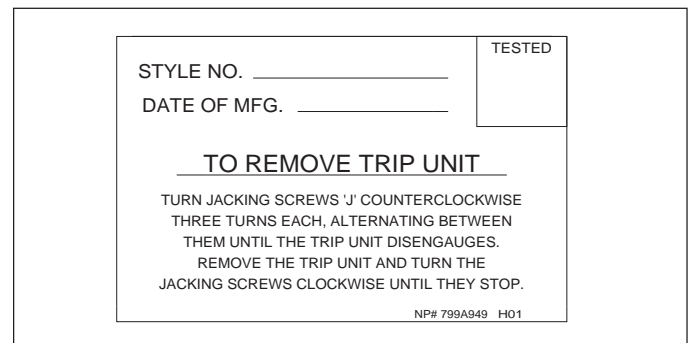 TESTED
STYLE NO.
DATE OF MFG.
TO REMOVE TRIP UNIT
TURN JACKING SCREWS 'J' COUNTERCLOCKWISE
THREE TURNS EACH, ALTERNATING BETWEEN
THEM UNTIL THE TRIP UNIT DISENGAUGES.
REMOVE THE TRIP UNIT AND TURN THE
JACKING SCREWS CLOCKWISE UNTIL THEY STOP.
NP# 799A949 H01